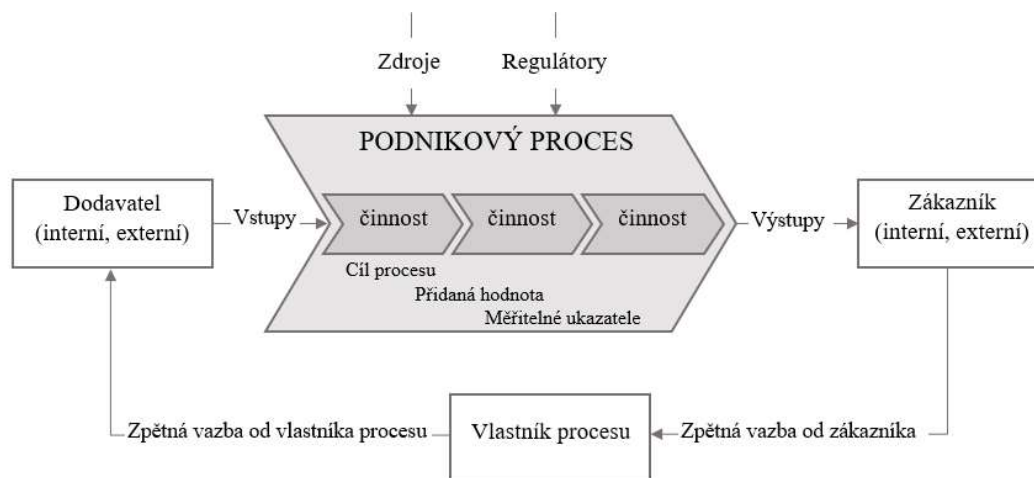 Zdroje
Regulátory
PODNIKOVÝ PROCES
Dodavatel
(interní, externí)
Vstupy
činnost
činnost
činnost
Výstupy
Zákazník
(interní, externí)
Cíl procesu
Přidaná hodnota
Měřitelné ukazatele
Zpětná vazba od vlastníka procesu
Vlastník procesu
Zpětná vazba od zákazníka